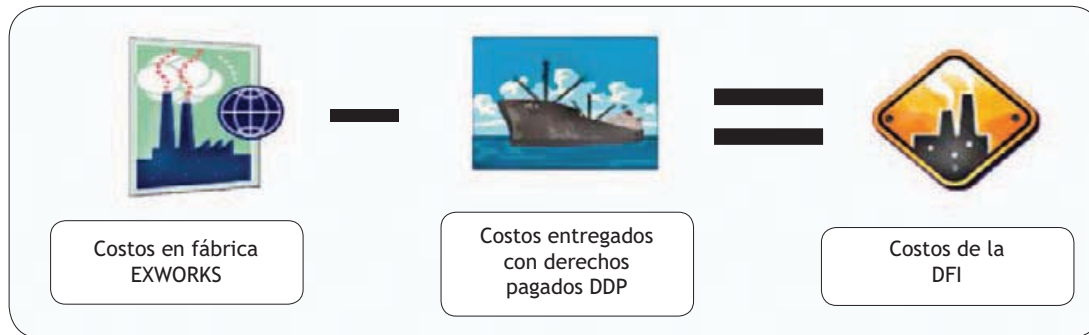 Costos en fábrica
EXWORKS
Costos entregados
con derechos
pagados DDP
Costos de la
DFI